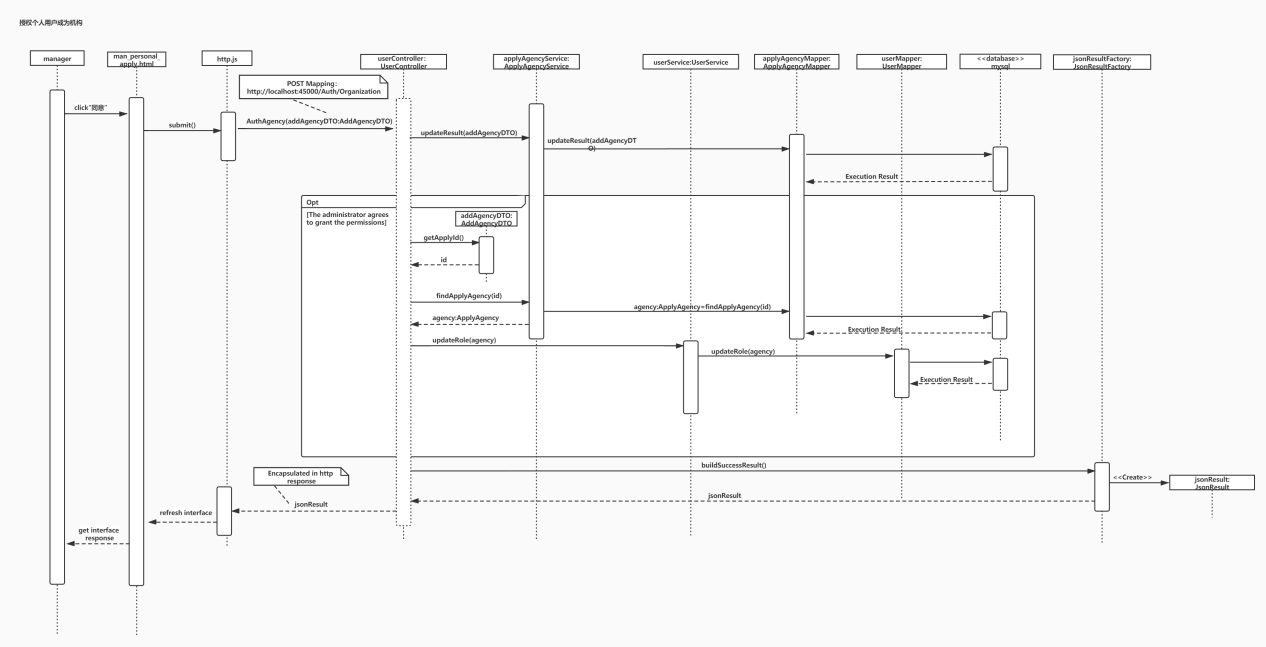 授权个人用户成为机构
manager
man_personal_
apply.html
http.js
userController:
UserController
applyAgencyService:
ApplyAgencyService
userService:UserService
applyAgencyMapper:
ApplyAgencyMapper
userMapper:
UserMapper
<<database>>
mysql
jsonResultFactory:
JsonResultFactory
POST Mapping:
http://localhost:45000/Auth/Organization
click"同意"
submit()
AuthAgency(addAgencyDTO:AddAgencyDTO)
updateResult(addAgencyDTO)
updateResult(addAgencyDT
O)
Execution Result
Opt
[The administrator agrees
to grant the permissions]
addAgencyDTO:
AddAgencyDTO
getApplyId()
id
findApplyAgency(id)
agency:ApplyAgency=findApplyAgency(id)
agency:ApplyAgency
Execution Result
updateRole(agency)
updateRole(agency)
Execution Result
buildSuccessResult()
<<Create>>
jsonResult:
JsonResult
Encapsulated in http
response
jsonResult
jsonResult
refresh interface
get interface
response